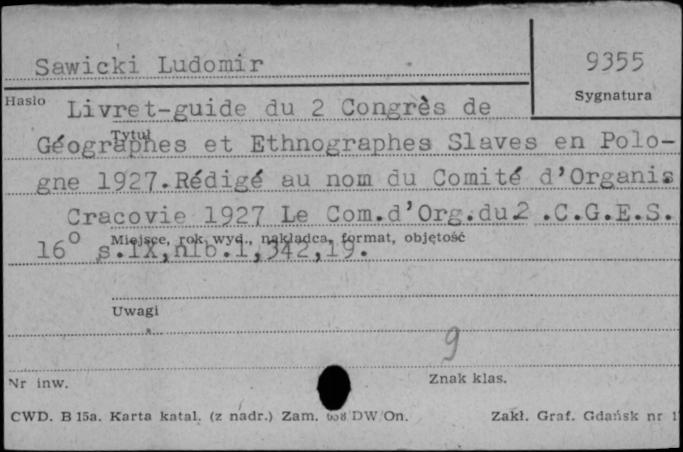 Sawicki Ludomir
9355
Sygnatura
Hasło
Livret-guide du 2 Congrès de
Tytuł
Géographes et Ethnographes Slaves en Polo-
gne 1927.Rédigé au nom du Comité d'Organis
Cracovie 1927 Le Com.d'Org.du 2 .C.G.E.S.
Miejsce, rok wyd., nakładca, format, objętość
16° s.IX,nlb.1,342,19.
Uwagi
9
Nr inw.
Znak klas.
CWD. B 15a. Karta katal. (z nadr.) Zam. DW/On.
Zakł. Graf. Gdańsk nr